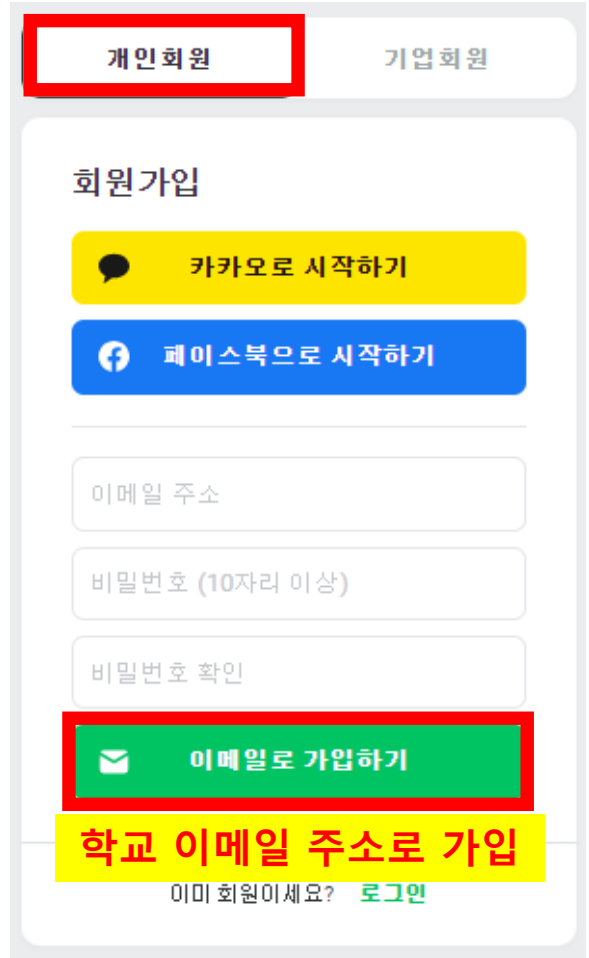 개인회원 기업회원
회원가입
카카오로 시작하기
페이스북으로 시작하기
이메일 주소
비밀번호 (10자리 이상)
비밀번호 확인
이메일로 가입하기
학교 이메일 주소로 가입
이미 회원이세요? 로그인